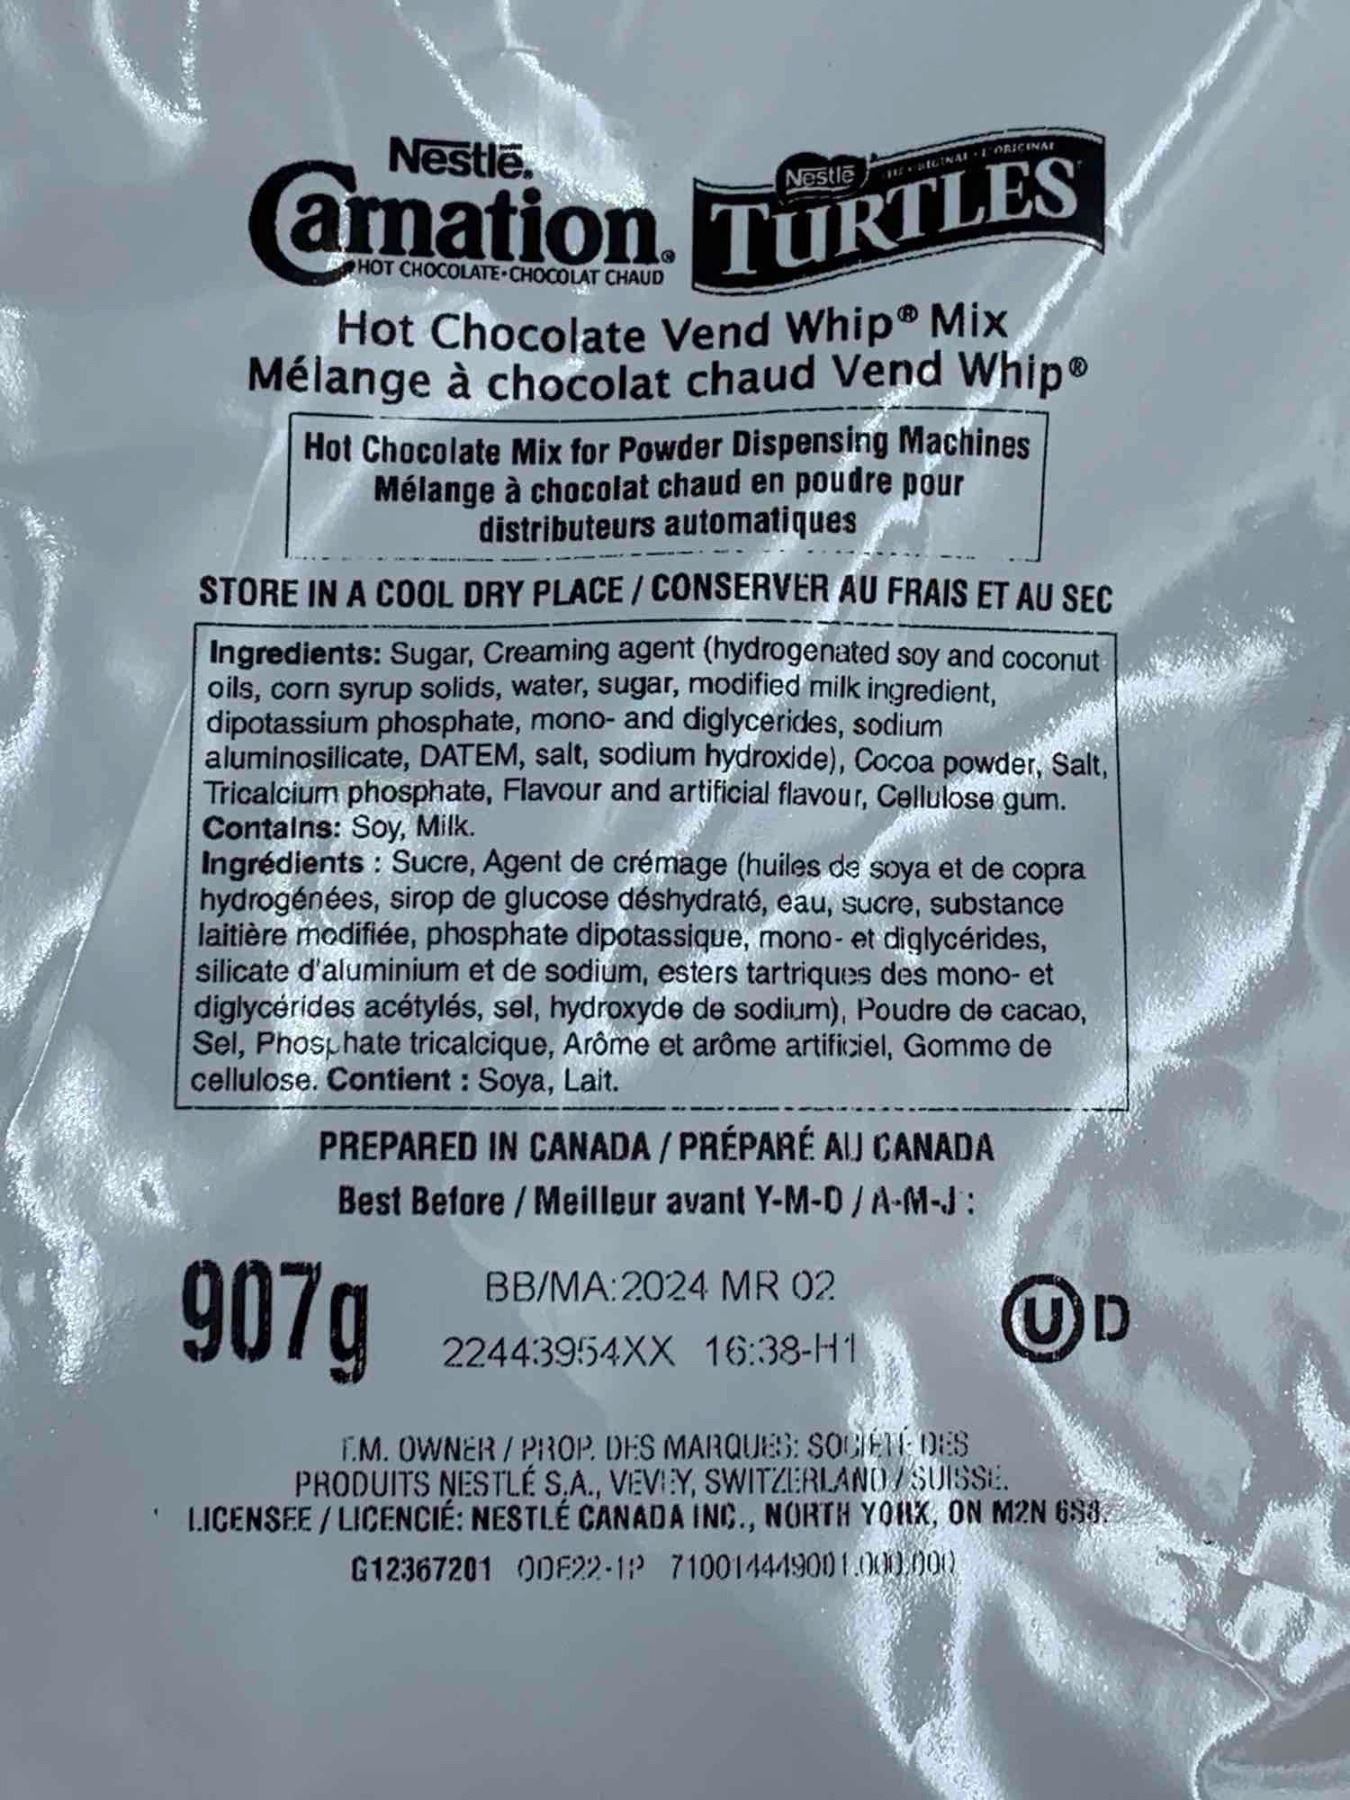 Nestlé®
Carnation®
HOT CHOCOLATE • CHOCOLAT CHAUD
Nestlé
L'ORIGINAL
TURTLES
Hot Chocolate Vend Whip® Mix
Mélange à chocolat chaud Vend Whip®
Hot Chocolate Mix for Powder Dispensing Machines
Mélange à chocolat chaud en poudre pour
distributeurs automatiques
STORE IN A COOL DRY PLACE / CONSERVER AU FRAIS ET AU SEC
Ingredients: Sugar, Creaming agent (hydrogenated soy and coconut
oils, corn syrup solids, water, sugar, modified milk ingredient,
dipotassium phosphate, mono- and diglycerides, sodium
aluminosilicate, DATEM, salt, sodium hydroxide), Cocoa powder, Salt,
Tricalcium phosphate, Flavour and artificial flavour, Cellulose gum.
Contains: Soy, Milk.
Ingrédients : Sucre, Agent de crémage (huiles de soya et de copra
hydrogénées, sirop de glucose déshydraté, eau, sucre, substance
laitière modifiée, phosphate dipotassique, mono- et diglycérides,
silicate d'aluminium et de sodium, esters tartriques des mono- et
diglycérides acétylés, sel, hydroxyde de sodium), Poudre de cacao,
Sel, Phosphate tricalcique, Arôme et arôme artificiel, Gomme de
cellulose. Contient : Soya, Lait.
PREPARED IN CANADA / PRÉPARÉ AU CANADA
Best Before / Meilleur avant Y-M-D / A-M-J :
907g
BB/MA:2024 MR 02
22443954XX 16:38-H1
U D
T.M. OWNER / PROP. DES MARQUES: SOCIÉTÉ DES
PRODUITS NESTLÉ S.A., VEVEY, SWITZERLAND / SUISSE.
LICENSEE / LICENCIÉ: NESTLÉ CANADA INC., NORTH YORK, ON M2N 6S8.
G12367201 ODE22-1P 710014449001.000.000